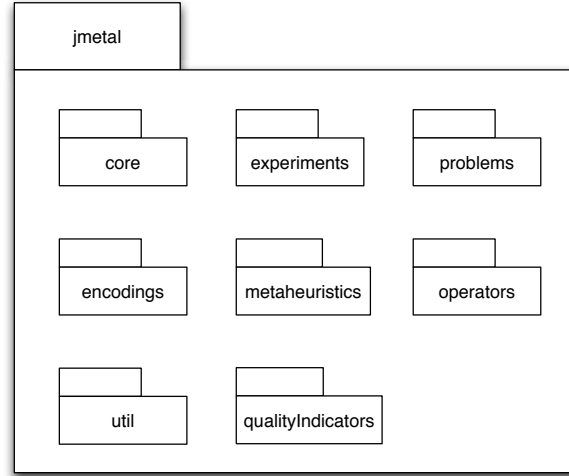 jmetal
core
experiments
problems
encodings
metaheuristics
operators
util
qualityIndicators